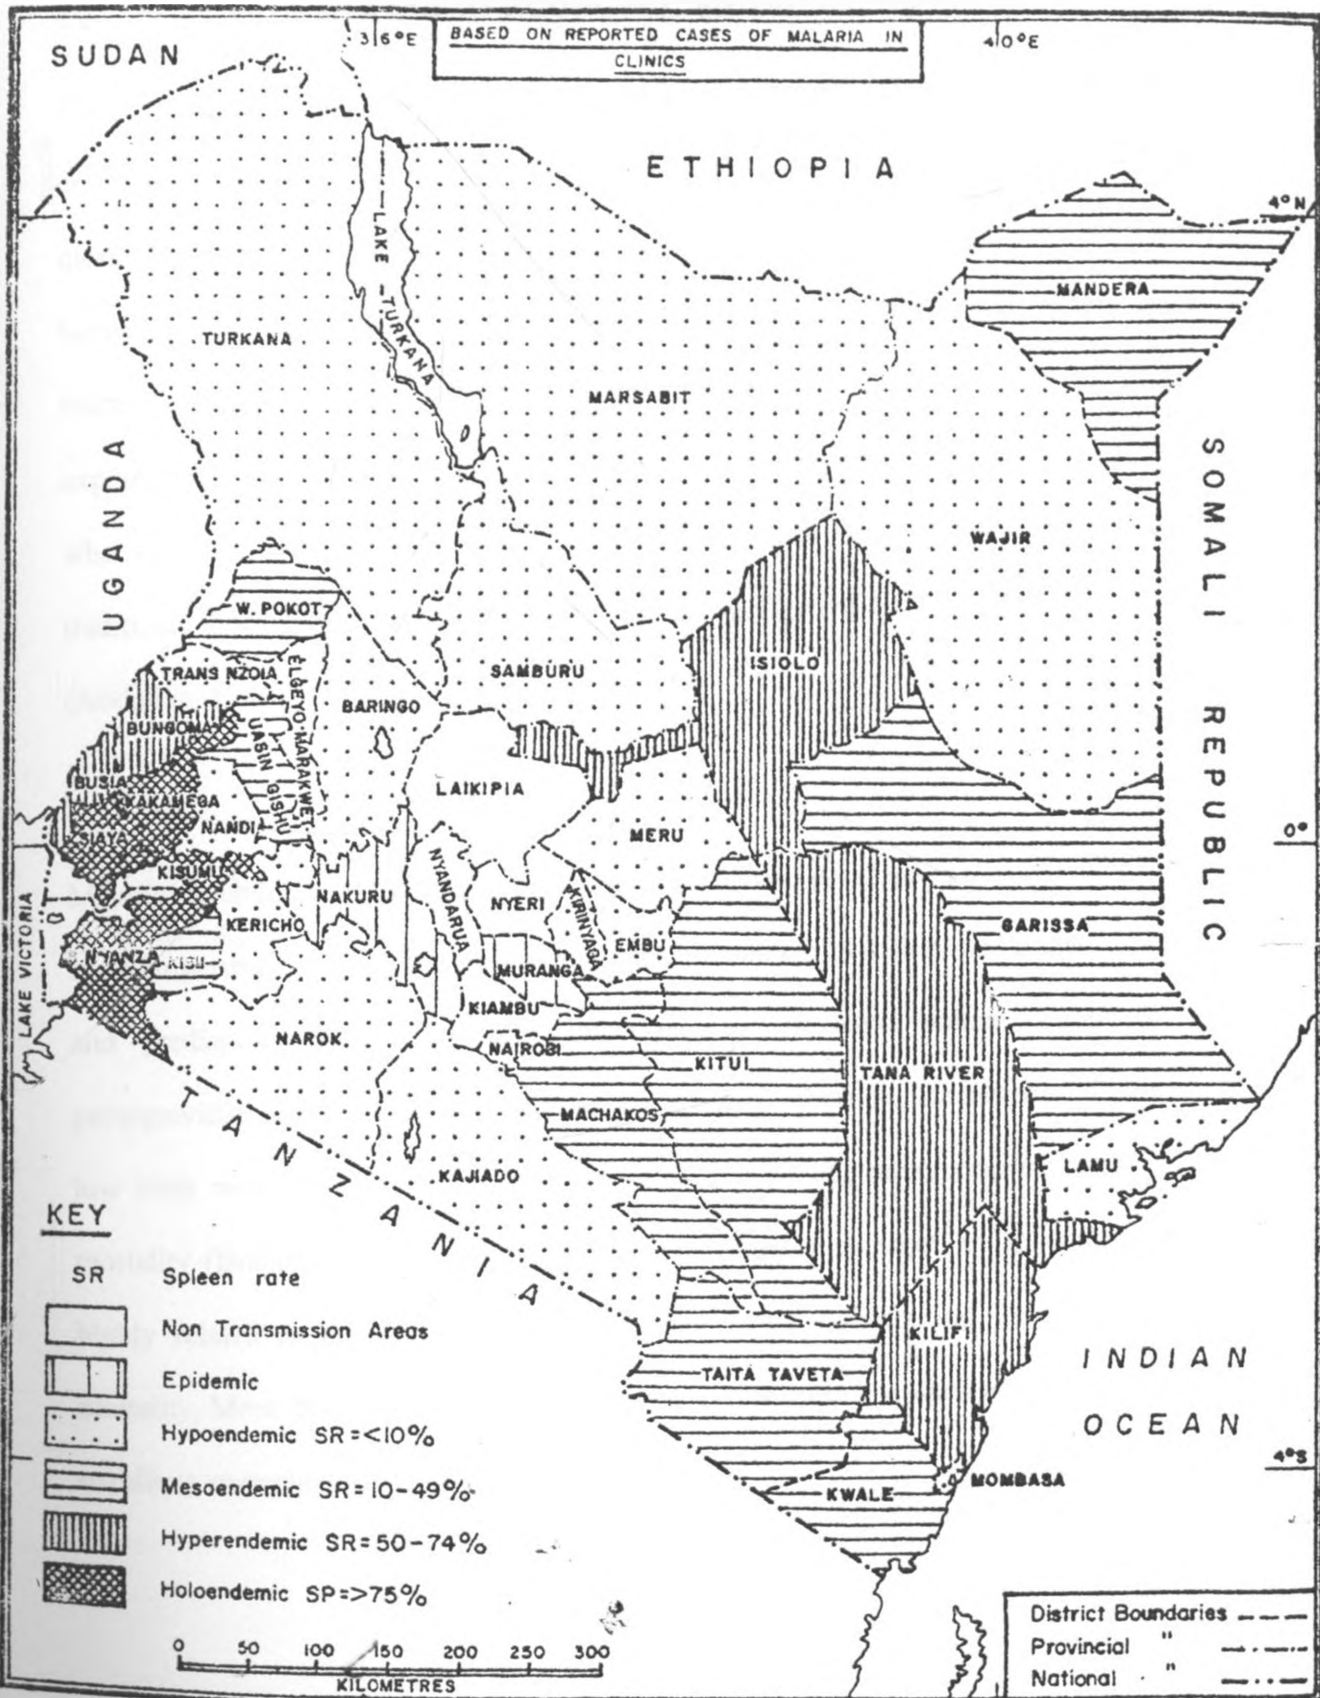 SUDAN
36°E
BASED ON REPORTED CASES OF MALARIA IN
CLINICS
40°E
ETHIOPIA
4°N
LAKE TURKANA
MANDERA
TURKANA
MARSABIT
UGANDA
SOMALI REPUBLIC
WAJIR
W. POKOT
ISIOLO
TRANS NZOIA
ELGEYO-MARAKWET
SAMBURU
BARINGO
BUNGOMA
UASIN GISHU
BUSIA
LAIKIPIA
KAKAMEGA
NANDI
SIAYA
MERU
0°
KISUMU
NYANDARUA
NAKURU
NYERI
KIRINYAGA
KERICHO
EMBU
GARISSA
LAKE VICTORIA
NYANZA
KISII
MURANGA
KIAMBU
NAROK
NAIROBI
KITUI
TANA RIVER
MACHAKOS
TANZANIA
KAJIADO
LAMU
KEY
SR Spleen rate
Non Transmission Areas
Epidemic
Hypoendemic SR=<10%
Mesoendemic SR=10-49%
Hyperendemic SR=50-74%
Holoendemic SP=>75%
KILIFI
TAITA TAVETA
INDIAN
OCEAN
4°S
MOMBASA
KWALE
0 50 100 150 200 250 300
KILOMETRES
District Boundaries
Provincial "
National "